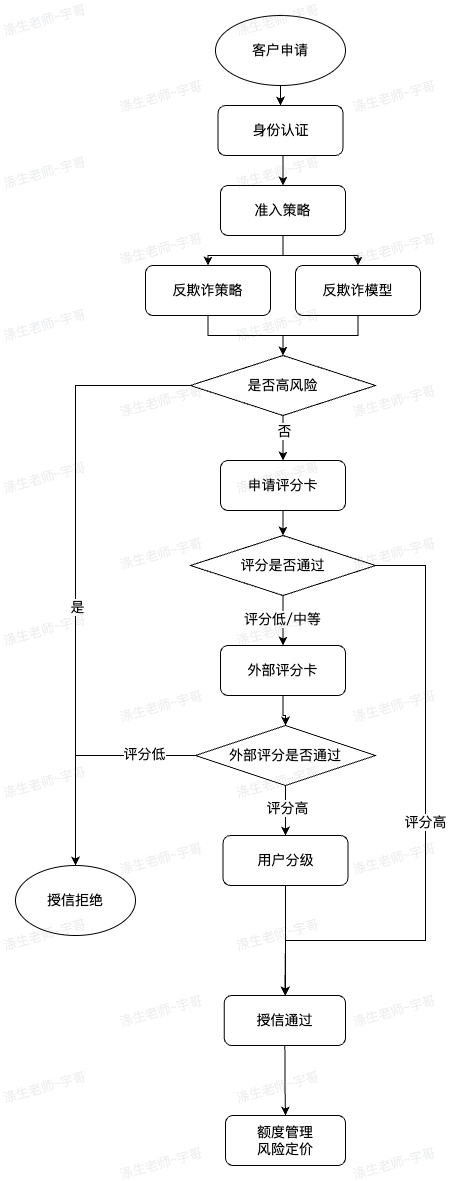 客户申请
身份认证
准入策略
反欺诈策略
反欺诈模型
是否高风险
否
申请评分卡
评分是否通过
是
评分低/中等
外部评分卡
评分低
外部评分是否通过
评分高
评分高
用户分级
授信拒绝
授信通过
额度管理
风险定价
涤生老师~宇哥